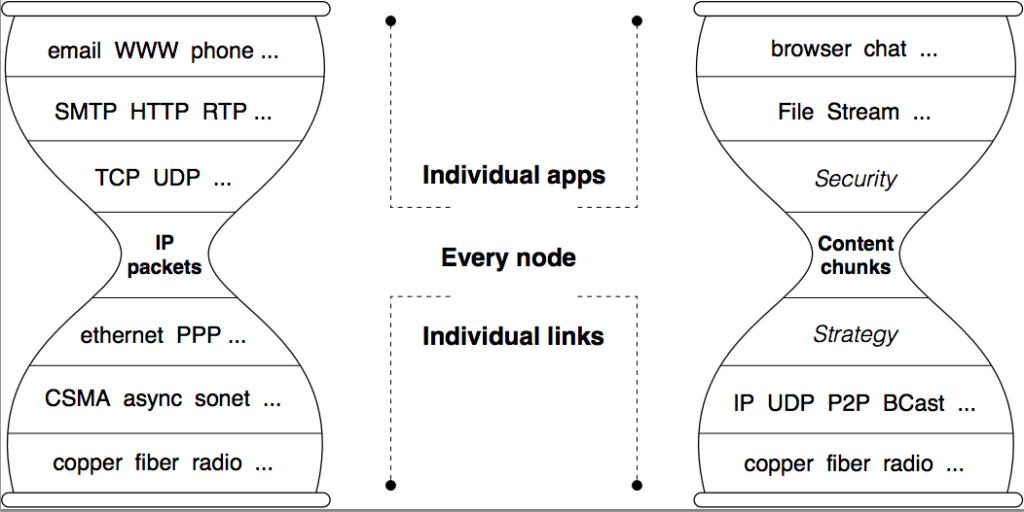 email WWW phone ...
SMTP HTTP RTP ...
TCP UDP ...
IP
packets
ethernet PPP ...
CSMA async sonet ...
copper fiber radio ...
Individual apps
Every node
Individual links
browser chat ...
File Stream ...
Security
Content
chunks
Strategy
IP UDP P2P BCast ...
copper fiber radio ...